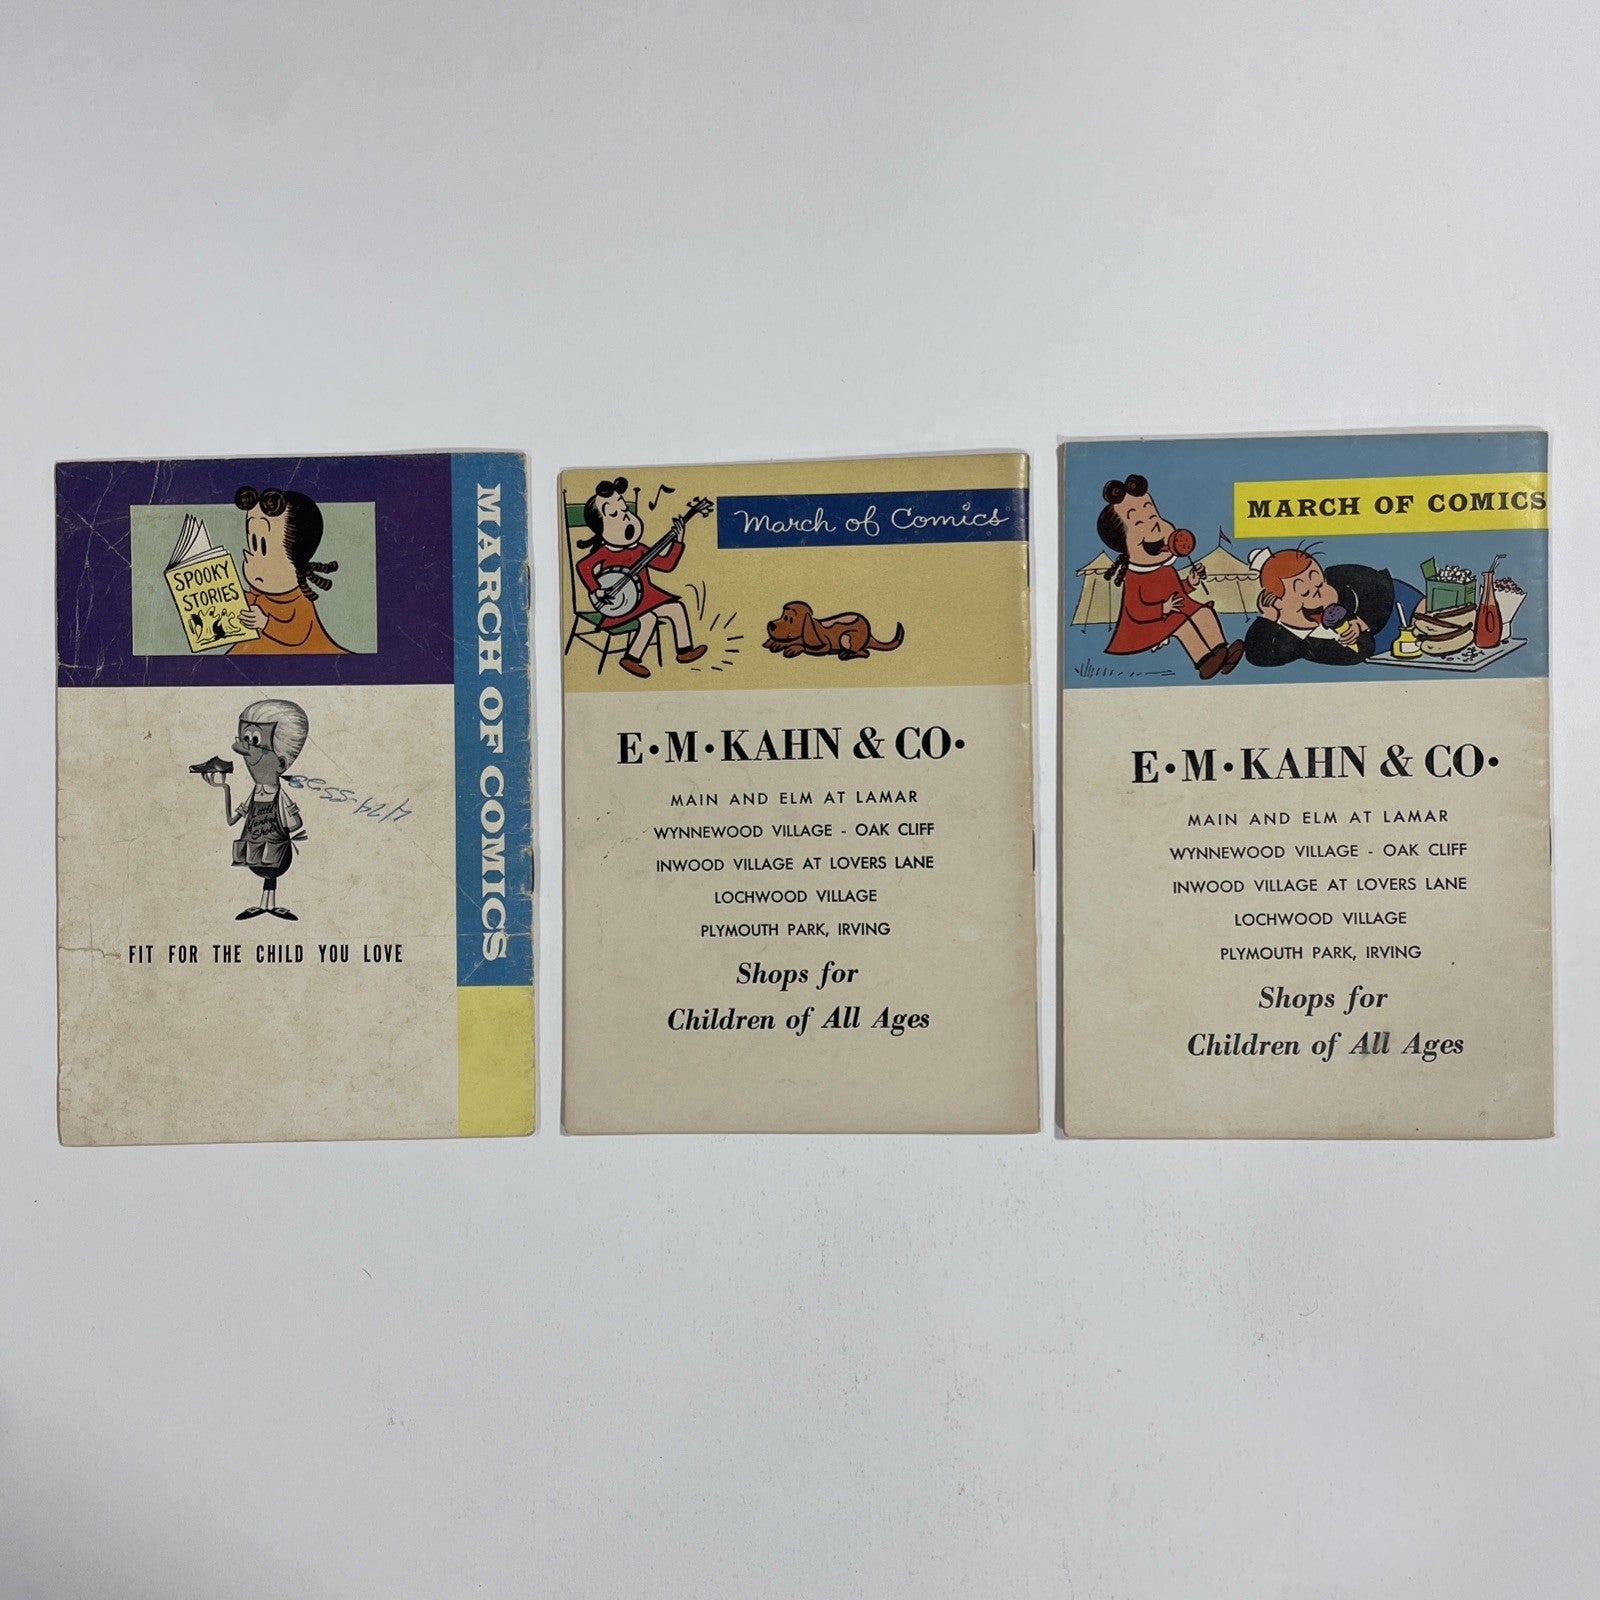 SPOOKY
STORIES
MARCH OF COMICS
Little
Yankee
Shoes
FIT FOR THE CHILD YOU LOVE
March of Comics
E·M·KAHN & CO·
MAIN AND ELM AT LAMAR
WYNNEWOOD VILLAGE - OAK CLIFF
INWOOD VILLAGE AT LOVERS LANE
LOCHWOOD VILLAGE
PLYMOUTH PARK, IRVING
Shops for
Children of All Ages
MARCH OF COMICS
E·M·KAHN & CO·
MAIN AND ELM AT LAMAR
WYNNEWOOD VILLAGE - OAK CLIFF
INWOOD VILLAGE AT LOVERS LANE
LOCHWOOD VILLAGE
PLYMOUTH PARK, IRVING
Shops for
Children of All Ages